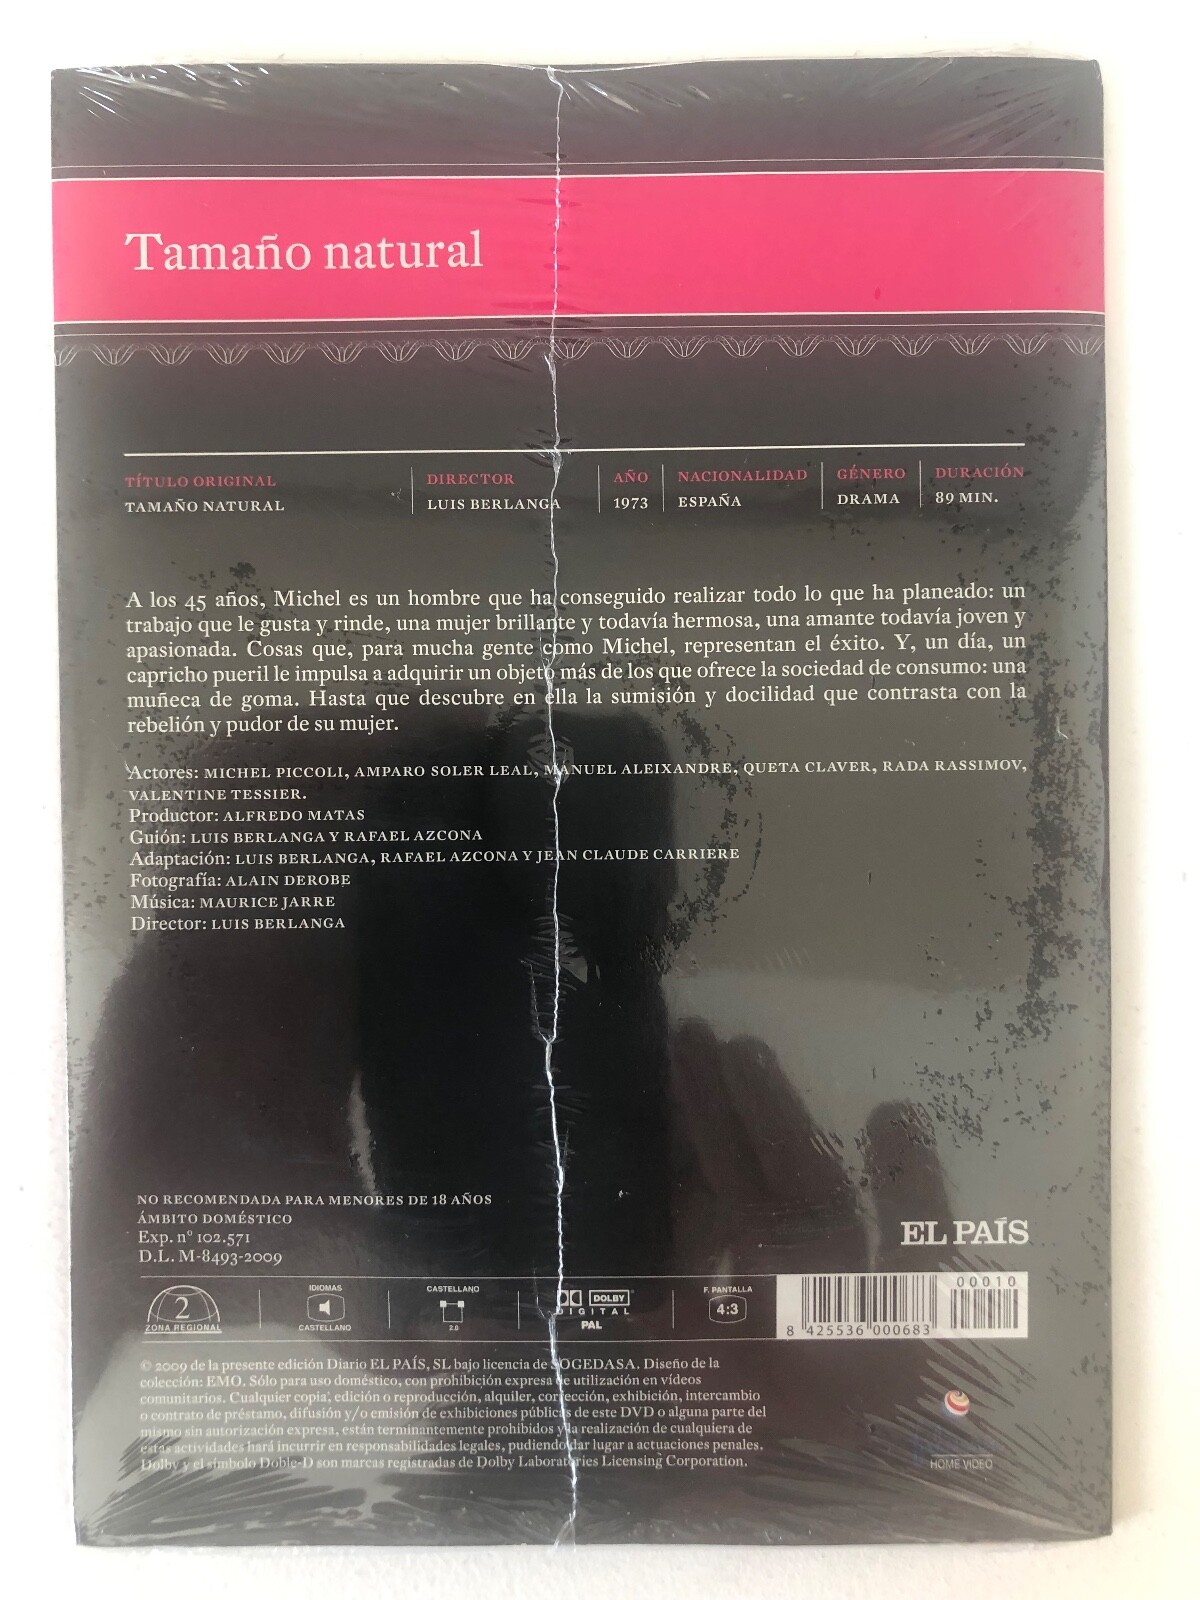 Tamaño natural
TÍTULO ORIGINAL
TAMAÑO NATURAL
DIRECTOR
LUIS BERLANGA
AÑO
1973
NACIONALIDAD
ESPAÑA
GÉNERO
DRAMA
DURACIÓN
89 MIN.
A los 45 años, Michel es un hombre que ha conseguido realizar todo lo que ha planeado: un
trabajo que le gusta y rinde, una mujer brillante y todavía hermosa, una amante todavía joven y
apasionada. Cosas que, para mucha gente como Michel, representan el éxito. Y, un día, un
capricho pueril le impulsa a adquirir un objeto más de los que ofrece la sociedad de consumo: una
muñeca de goma. Hasta que descubre en ella la sumisión y docilidad que contrasta con la
rebelión y pudor de su mujer.
Actores: MICHEL PICCOLI, AMPARO SOLER LEAL, MANUEL ALEIXANDRE, QUETA CLAVER, RADA RASSIMOV,
VALENTINE TESSIER.
Productor: ALFREDO MATAS
Guión: LUIS BERLANGA Y RAFAEL AZCONA
Adaptación: LUIS BERLANGA, RAFAEL AZCONA Y JEAN CLAUDE CARRIERE
Fotografía: ALAIN DEROBE
Música: MAURICE JARRE
Director: LUIS BERLANGA
NO RECOMENDADA PARA MENORES DE 18 AÑOS
ÁMBITO DOMÉSTICO
Exp. nº 102.571
D.L. M-8493-2009
EL PAÍS
2
ZONA REGIONAL
IDIOMAS
CASTELLANO
CASTELLANO
2.0
DOLBY
DIGITAL
PAL
F. PANTALLA
4:3
00010
8 425536 000683
© 2009 de la presente edición Diario EL PAÍS, SL bajo licencia de SOGEDASA. Diseño de la
colección: EMO. Sólo para uso doméstico, con prohibición expresa de utilización en vídeos
comunitarios. Cualquier copia, edición o reproducción, alquiler, corrección, exhibición, intercambio
o contrato de préstamo, difusión y/o emisión de exhibiciones públicas de este DVD o alguna parte del
mismo sin autorización expresa, están terminantemente prohibidos y la realización de cualquiera de
estas actividades hará incurrir en responsabilidades legales, pudiendo dar lugar a actuaciones penales.
Dolby y el símbolo Doble-D son marcas registradas de Dolby Laboratories Licensing Corporation.
HOME VIDEO